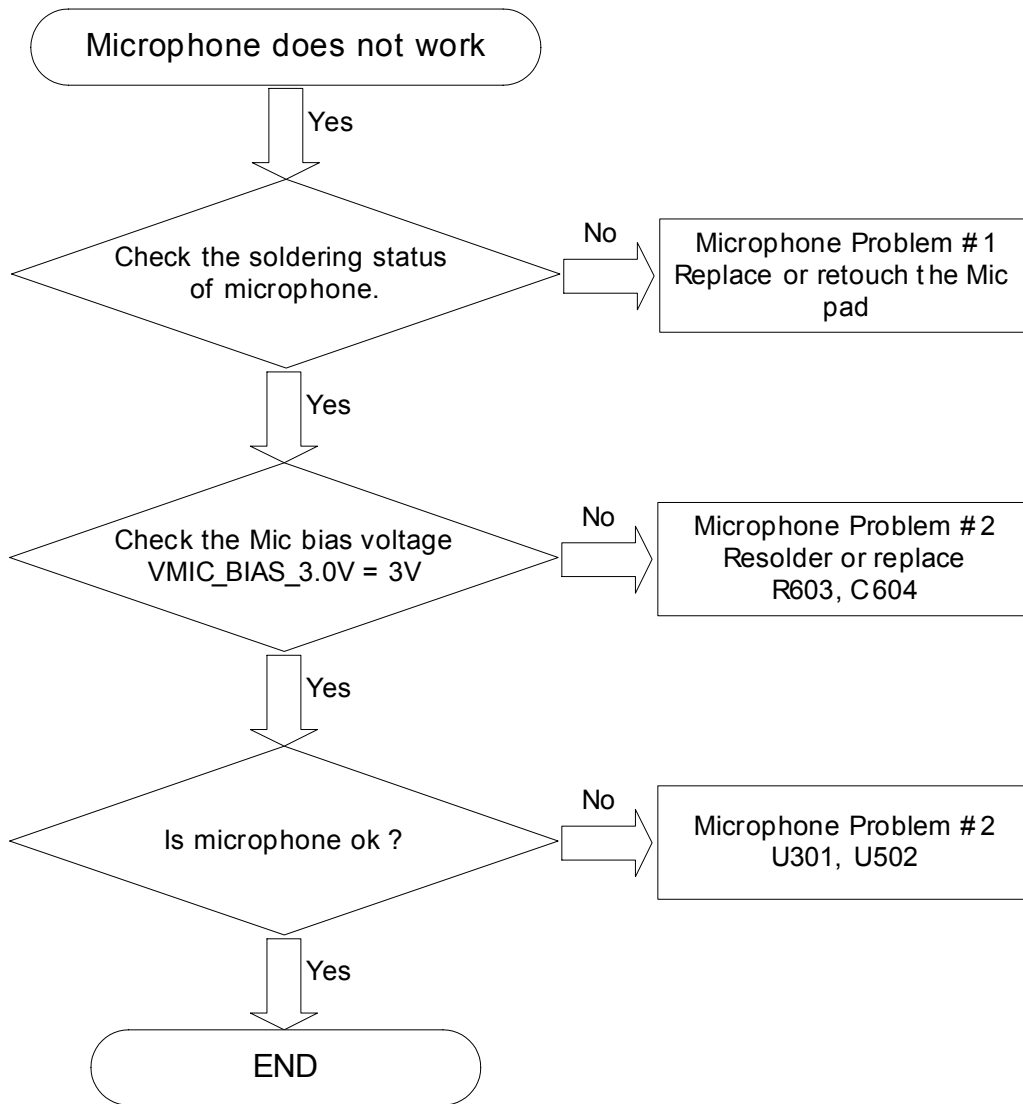 Microphone does not work
Yes
Check the soldering status
of microphone.
No
Microphone Problem #1
Replace or retouch the Mic
pad
Yes
Check the Mic bias voltage
VMIC_BIAS_3.0V = 3V
No
Microphone Problem #2
Resolder or replace
R603, C604
Yes
Is microphone ok ?
No
Microphone Problem #2
U301, U502
Yes
END